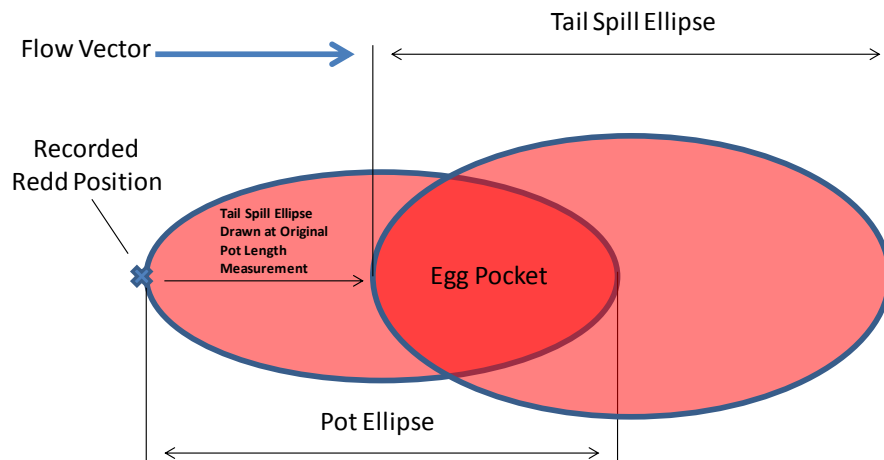 Tail Spill Ellipse
Flow Vector
Recorded
Redd Position
Tail Spill Ellipse
Drawn at Original
Pot Length
Measurement
Egg Pocket
Pot Ellipse